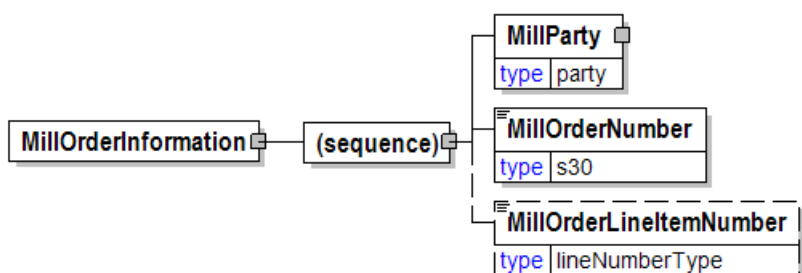 MillParty
type party
MillOrderInformation
(sequence)
MillOrderNumber
type s30
MillOrderLineItemNumber
type lineNumberType